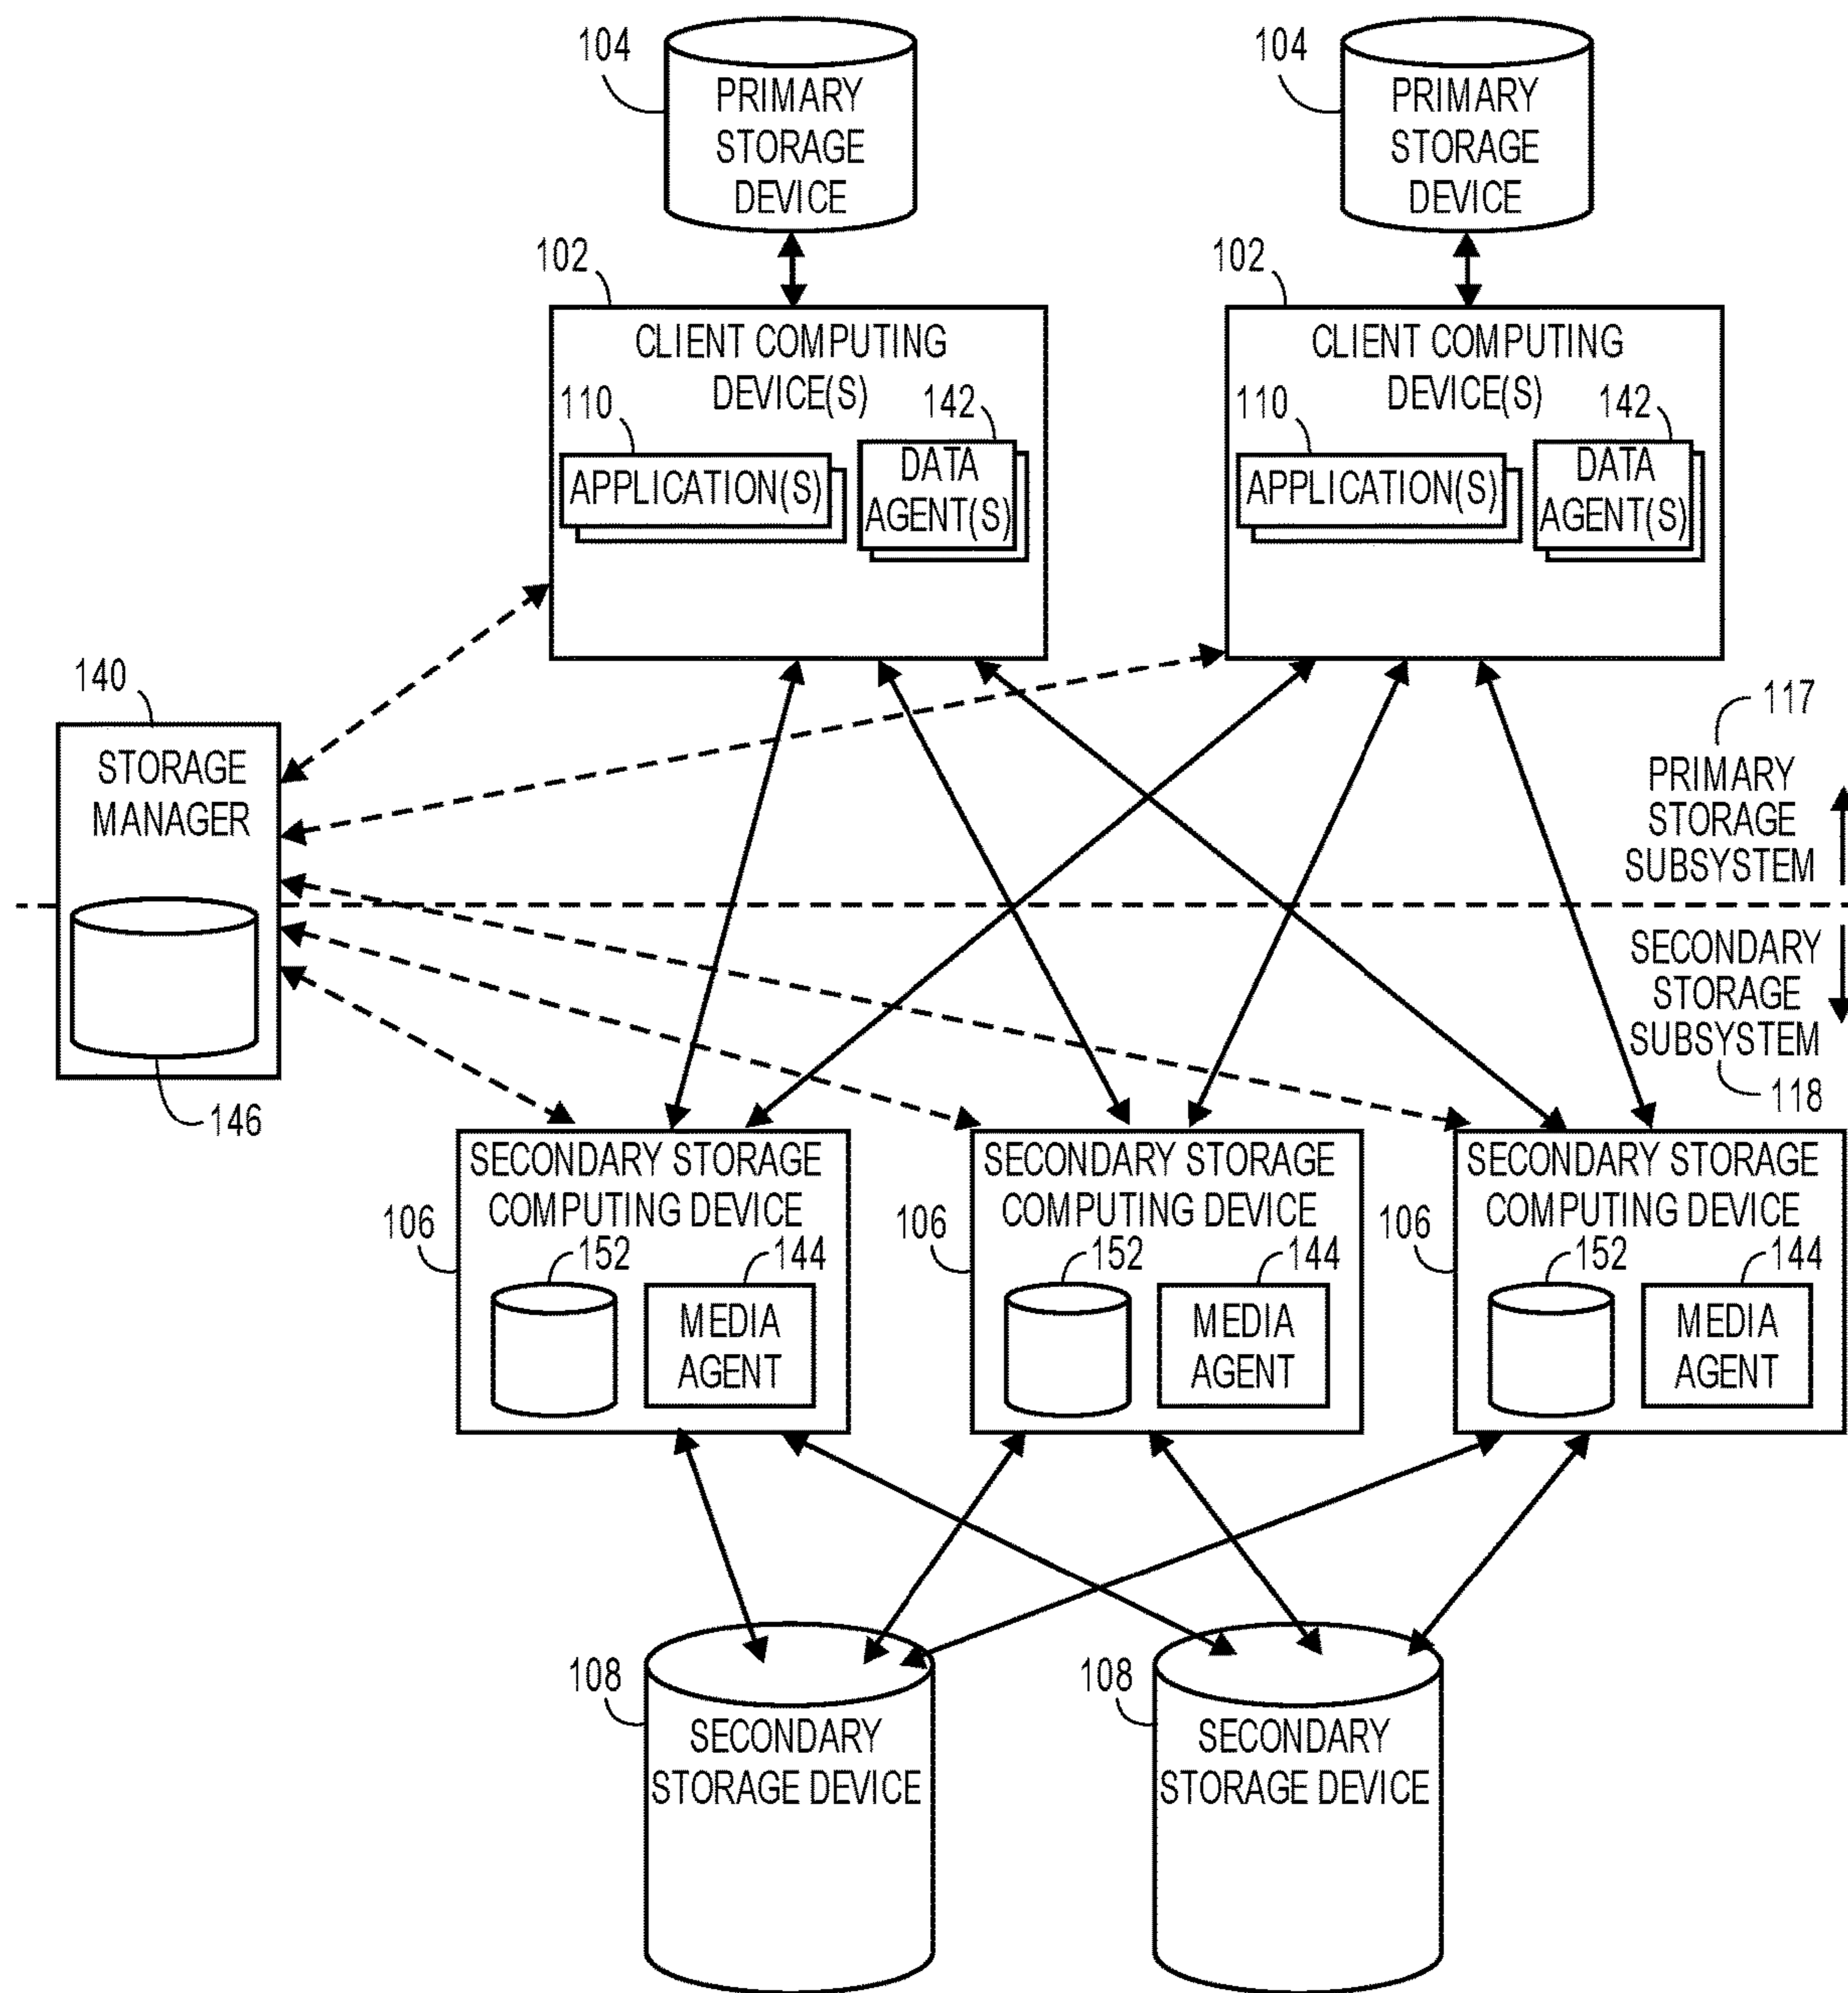 104
PRIMARY
STORAGE
DEVICE
104
PRIMARY
STORAGE
DEVICE
102
CLIENT COMPUTING
DEVICE(S)
110
142
APPLICATION(S)
DATA
AGENT(S)
102
CLIENT COMPUTING
DEVICE(S)
110
142
APPLICATION(S)
DATA
AGENT(S)
140
STORAGE
MANAGER
146
117
PRIMARY
STORAGE
SUBSYSTEM
SECONDARY
STORAGE
SUBSYSTEM
118
SECONDARY STORAGE
COMPUTING DEVICE
106
152
144
MEDIA
AGENT
SECONDARY STORAGE
COMPUTING DEVICE
106
152
144
MEDIA
AGENT
SECONDARY STORAGE
COMPUTING DEVICE
106
152
144
MEDIA
AGENT
108
SECONDARY
STORAGE DEVICE
108
SECONDARY
STORAGE DEVICE